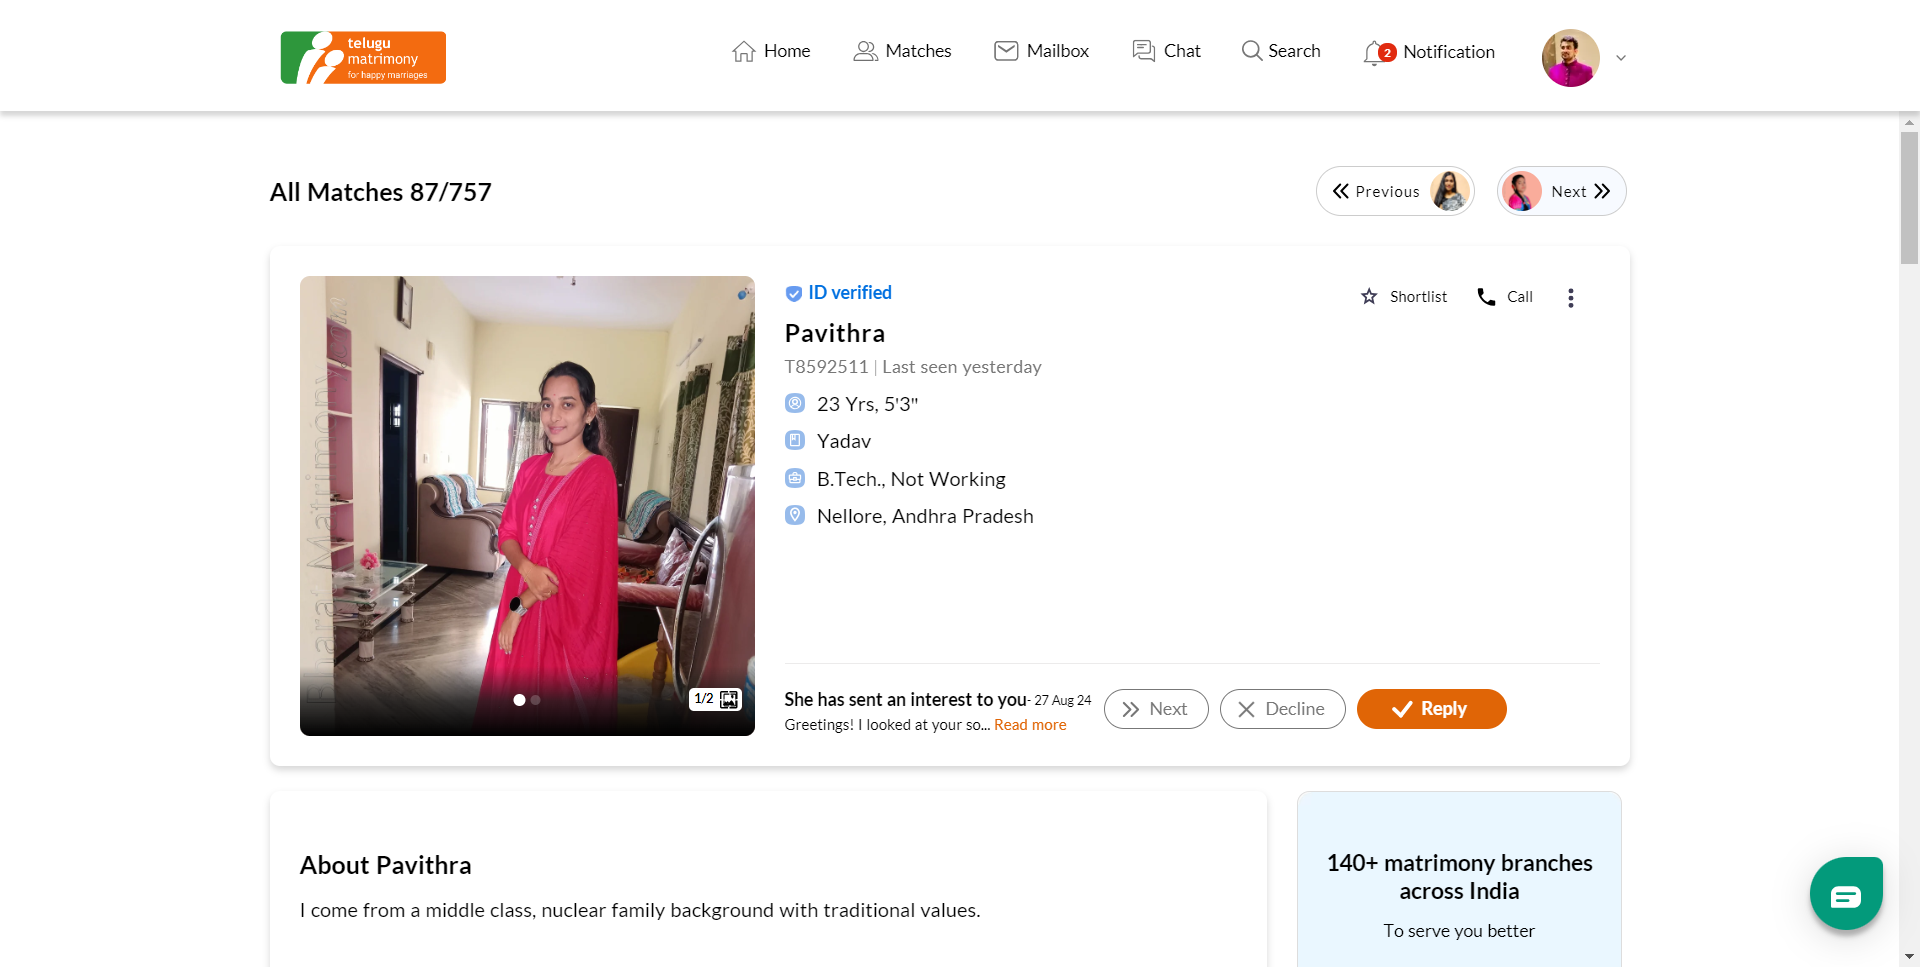 telugu
matrimony
for happy marriages
Home
Matches
Mailbox
Chat
Search
2
Notification
All Matches 87/757
Previous
Next
BharatMatrimony.com
ID verified
Shortlist
Call
Pavithra
T8592511 | Last seen yesterday
23 Yrs, 5'3"
Yadav
B.Tech., Not Working
Nellore, Andhra Pradesh
1/2
She has sent an interest to you- 27 Aug 24
Greetings! I looked at your so... Read more
Next
Decline
Reply
About Pavithra
I come from a middle class, nuclear family background with traditional values.
140+ matrimony branches
across India
To serve you better